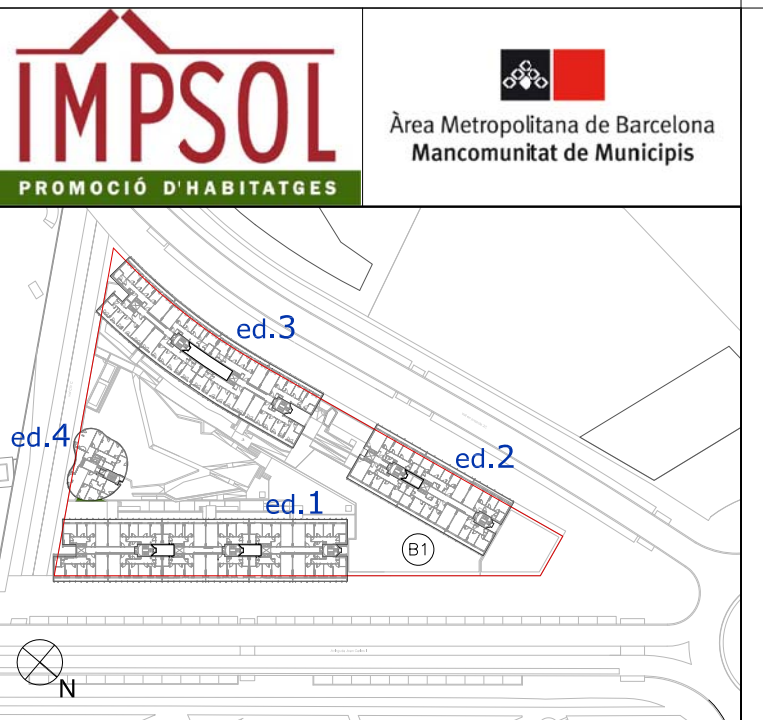 IMPSOL
PROMOCIÓ D'HABITATGES
Àrea Metropolitana de Barcelona
Mancomunitat de Municipis
ed.3
ed.4
ed.2
ed.1
B1
N